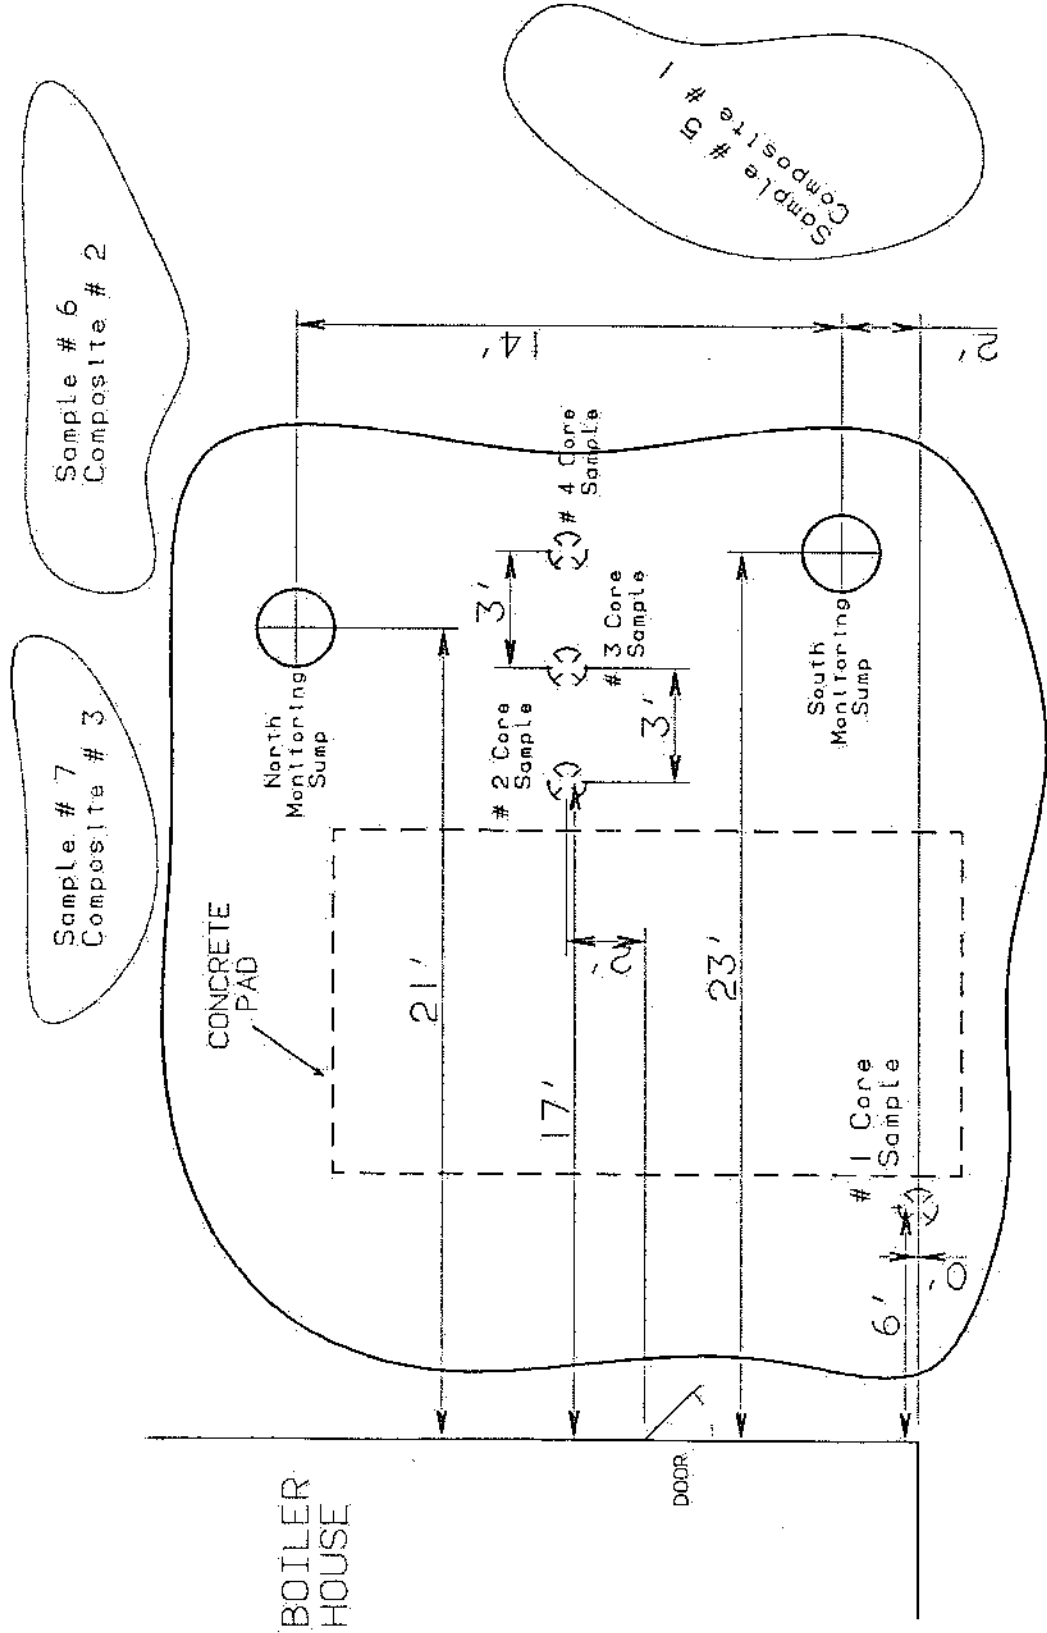 Sample # 7
Composite # 3
Sample # 6
Composite # 2
Sample # 5
Composite # 1
CONCRETE
PAD
North
Monitoring
Sump
# 2 Core
Sample
# 3 Core
Sample
# 4 Core
Sample
South
Monitoring
Sump
# 1 Core
Sample
21'
17'
23'
6'
0'
2'
3'
3'
14'
2'
BOILER
HOUSE
DOOR